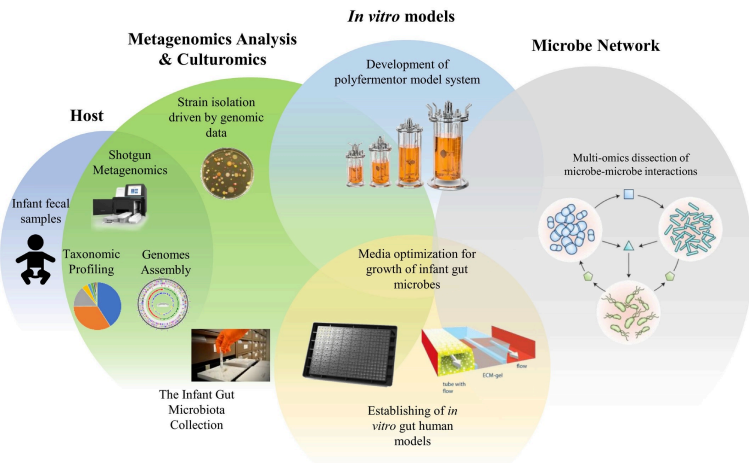 In vitro models
Metagenomics Analysis
& Culturomics
Microbe Network
Host
Development of
polyfermentor model system
Strain isolation
driven by genomic
data
Shotgun
Metagenomics
Multi-omics dissection of
microbe-microbe interactions
Infant fecal
samples
Taxonomic
Profiling
Genomes
Assembly
Media optimization for
growth of infant gut
microbes
tube with
flow
ECM-gel
flow
The Infant Gut
Microbiota
Collection
Establishing of in
vitro gut human
models